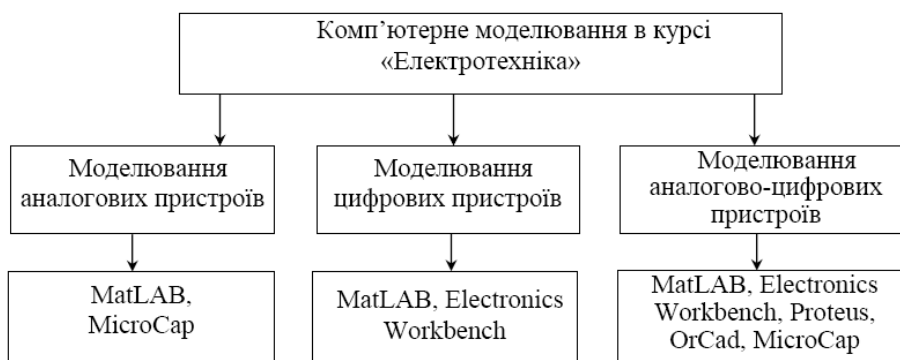 Комп’ютерне моделювання в курсі
«Електротехніка»
Моделювання
аналогових пристроїв
Моделювання
цифрових пристроїв
Моделювання
аналогово-цифрових
пристроїв
MatLAB,
MicroCap
MatLAB, Electronics
Workbench
MatLAB, Electronics
Workbench, Proteus,
OrCad, MicroCap